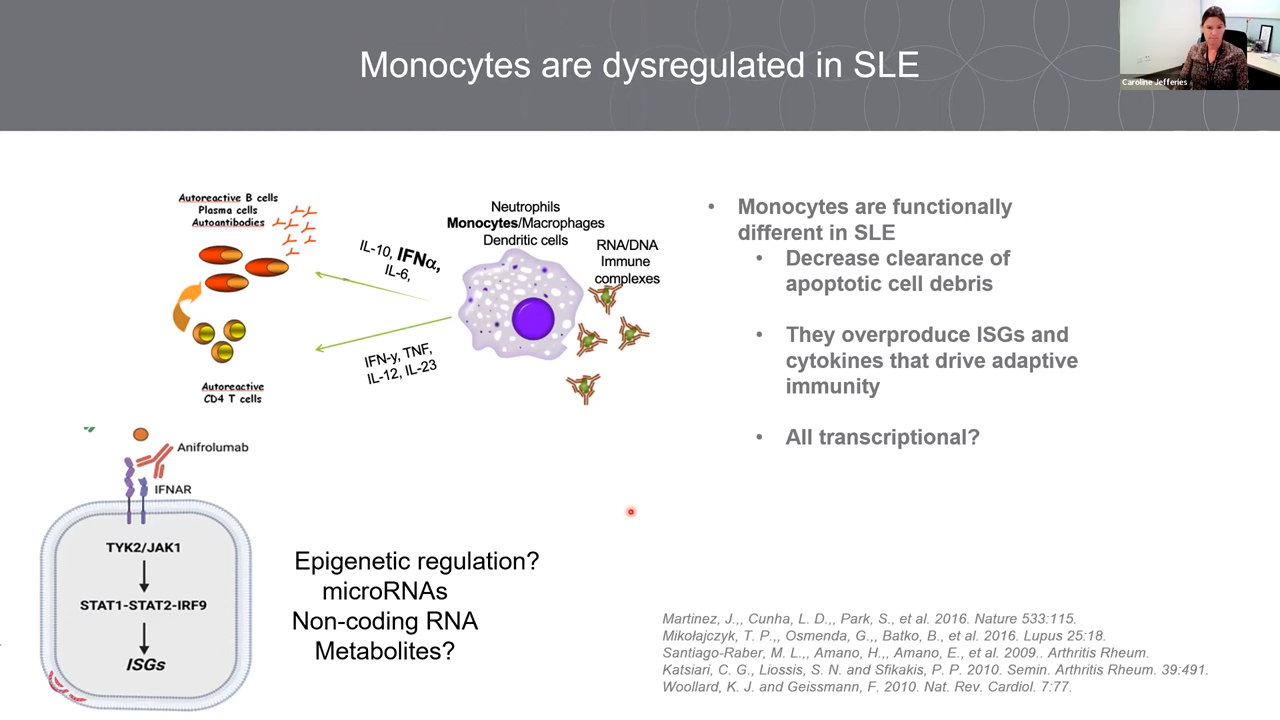 Monocytes are dysregulated in SLE
Caroline Jefferies
Autoreactive B cells
Plasma cells
Autoantibodies
IL-10, IFNα,
IL-6,
Neutrophils
Monocytes/Macrophages
Dendritic cells
RNA/DNA
Immune
complexes
IFN-y, TNF,
IL-12, IL-23
Autoreactive
CD4 T cells
• Monocytes are functionally
different in SLE
• Decrease clearance of
apoptotic cell debris
• They overproduce ISGs and
cytokines that drive adaptive
immunity
• All transcriptional?
Anifrolumab
IFNAR
TYK2/JAK1
STAT1-STAT2-IRF9
ISGs
Epigenetic regulation?
microRNAs
Non-coding RNA
Metabolites?
Martinez, J.,, Cunha, L. D.,, Park, S., et al. 2016. Nature 533:115.
Mikołajczyk, T. P.,, Osmenda, G.,, Batko, B., et al. 2016. Lupus 25:18.
Santiago-Raber, M. L.,, Amano, H.,, Amano, E., et al. 2009.. Arthritis Rheum.
Katsiari, C. G., Liossis, S. N. and Sfikakis, P. P. 2010. Semin. Arthritis Rheum. 39:491.
Woollard, K. J. and Geissmann, F. 2010. Nat. Rev. Cardiol. 7:77.